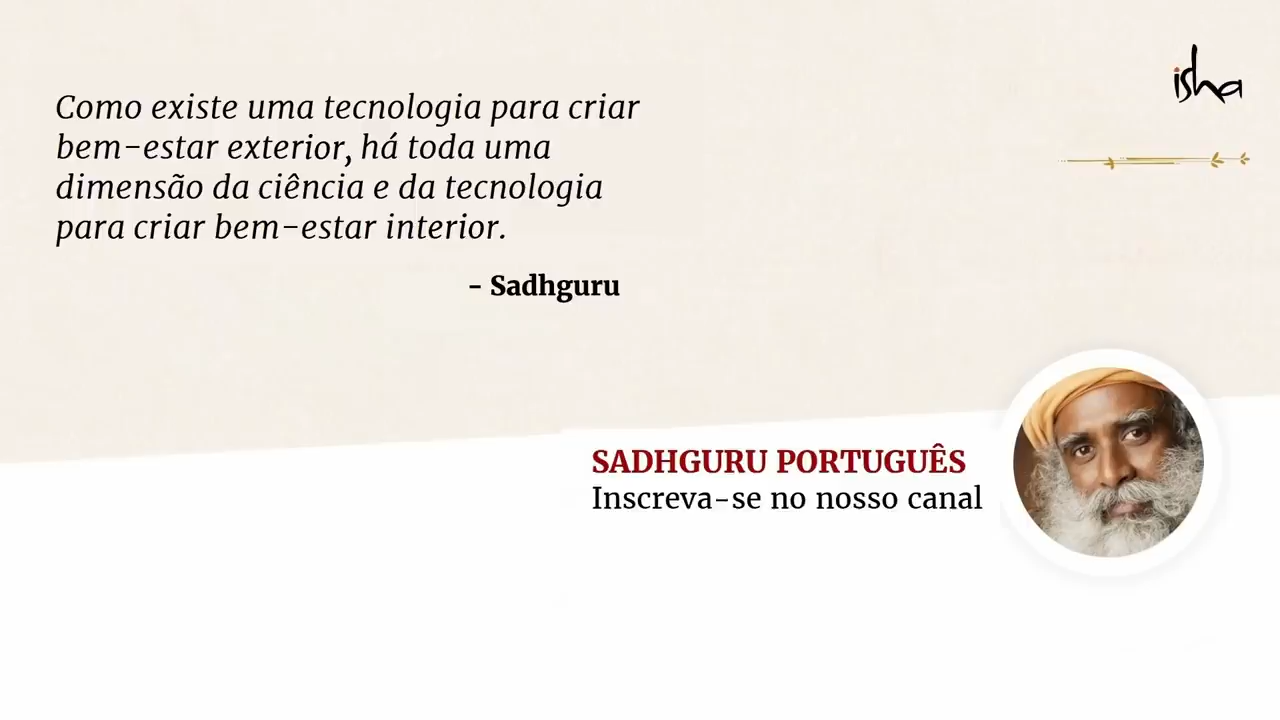 Como existe uma tecnologia para criar
bem-estar exterior, há toda uma
dimensão da ciência e da tecnologia
para criar bem-estar interior.
- Sadhguru
isha
SADHGURU PORTUGUÊS
Inscreva-se no nosso canal